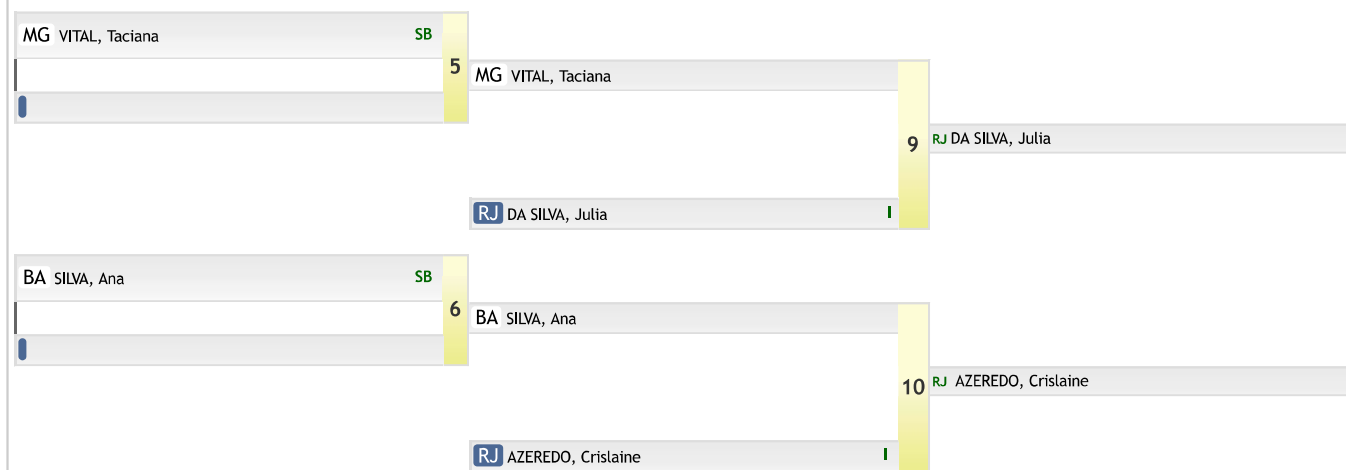 MG VITAL, Taciana SB
5
MG VITAL, Taciana
9
RJ DA SILVA, Julia
RJ DA SILVA, Julia I
BA SILVA, Ana SB
6
BA SILVA, Ana
10
RJ AZEREDO, Crislaine
RJ AZEREDO, Crislaine I